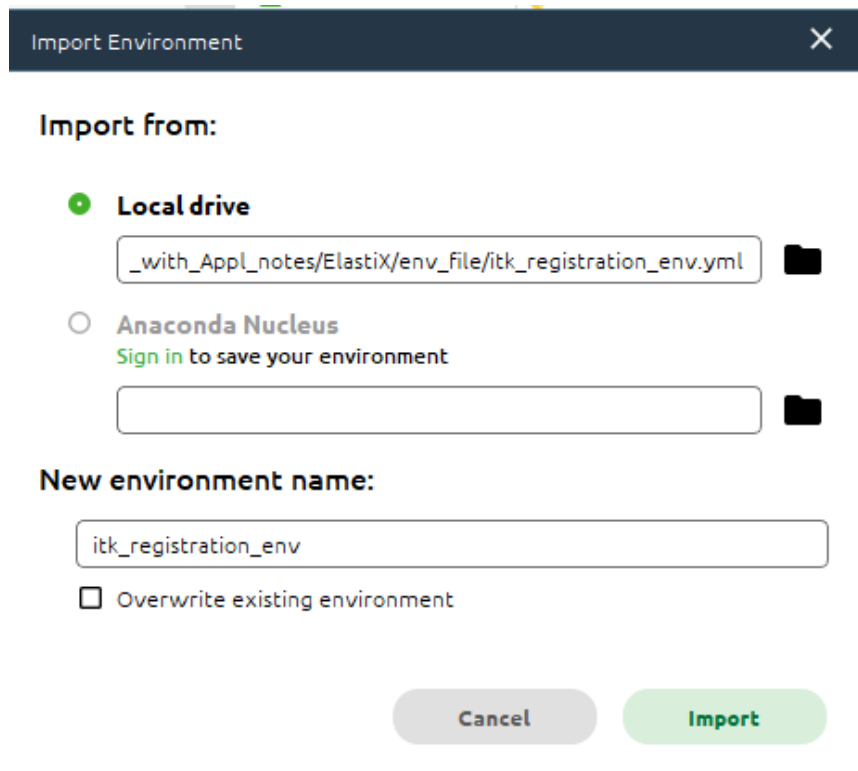 Import Environment
Import from:
Local drive
_with_Appl_notes/ElastiX/env_file/itk_registration_env.yml
Anaconda Nucleus
Sign in to save your environment
New environment name:
itk_registration_env
Overwrite existing environment
Cancel
Import